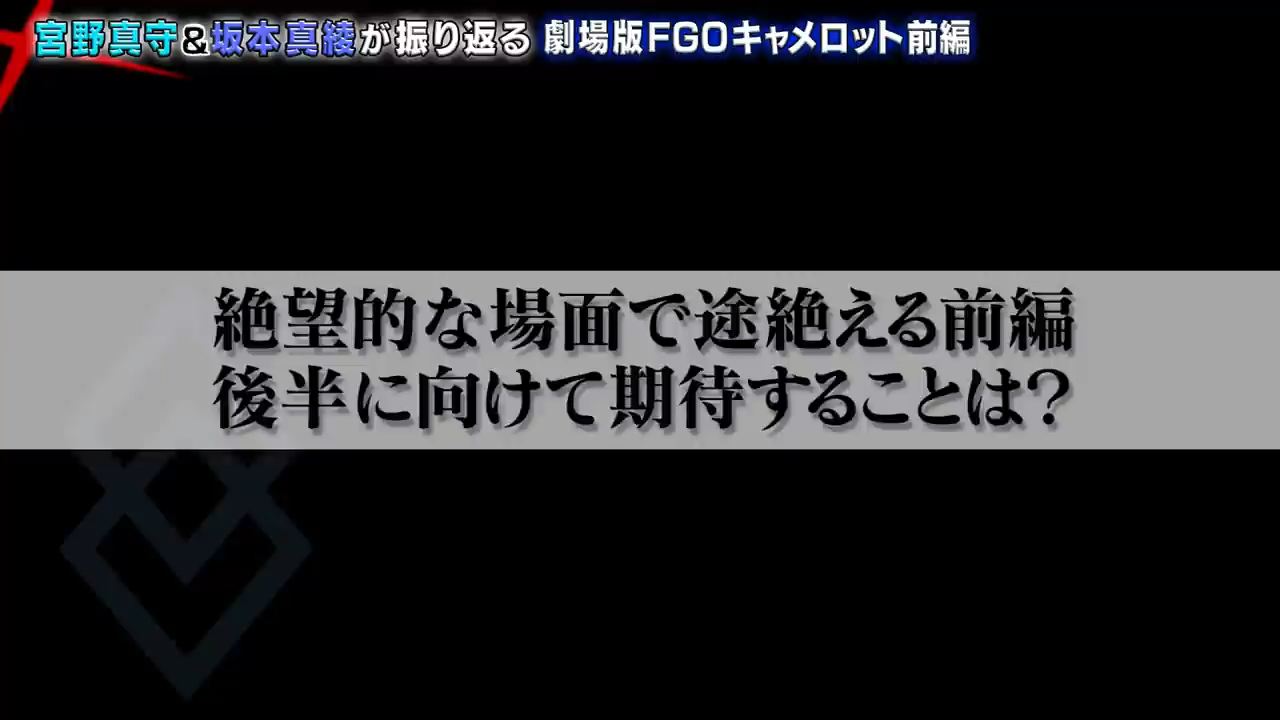 宮野真守&坂本真綾が振り返る 劇場版FGOキャメロット前編
絶望的な場面で途絶える前編
後半に向けて期待することは？